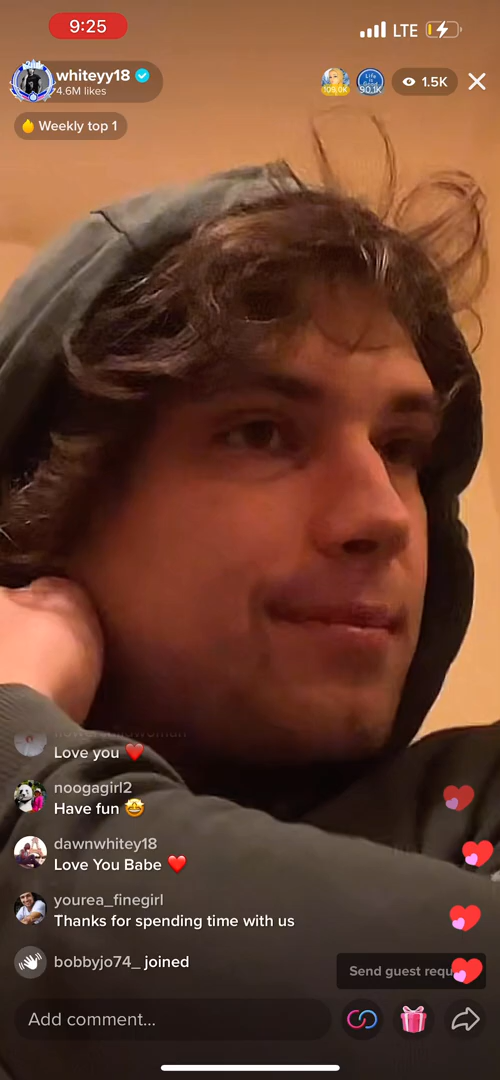 9:25
LTE
whiteyy18
4.6M likes
109.0K
90.1K
1.5K
Weekly top 1
Love you ❤️
noogagirl2
Have fun 🤩
dawnwhitey18
Love You Babe ❤️
yourea_finegirl
Thanks for spending time with us
bobbyjo74_ joined
Send guest requ
Add comment...